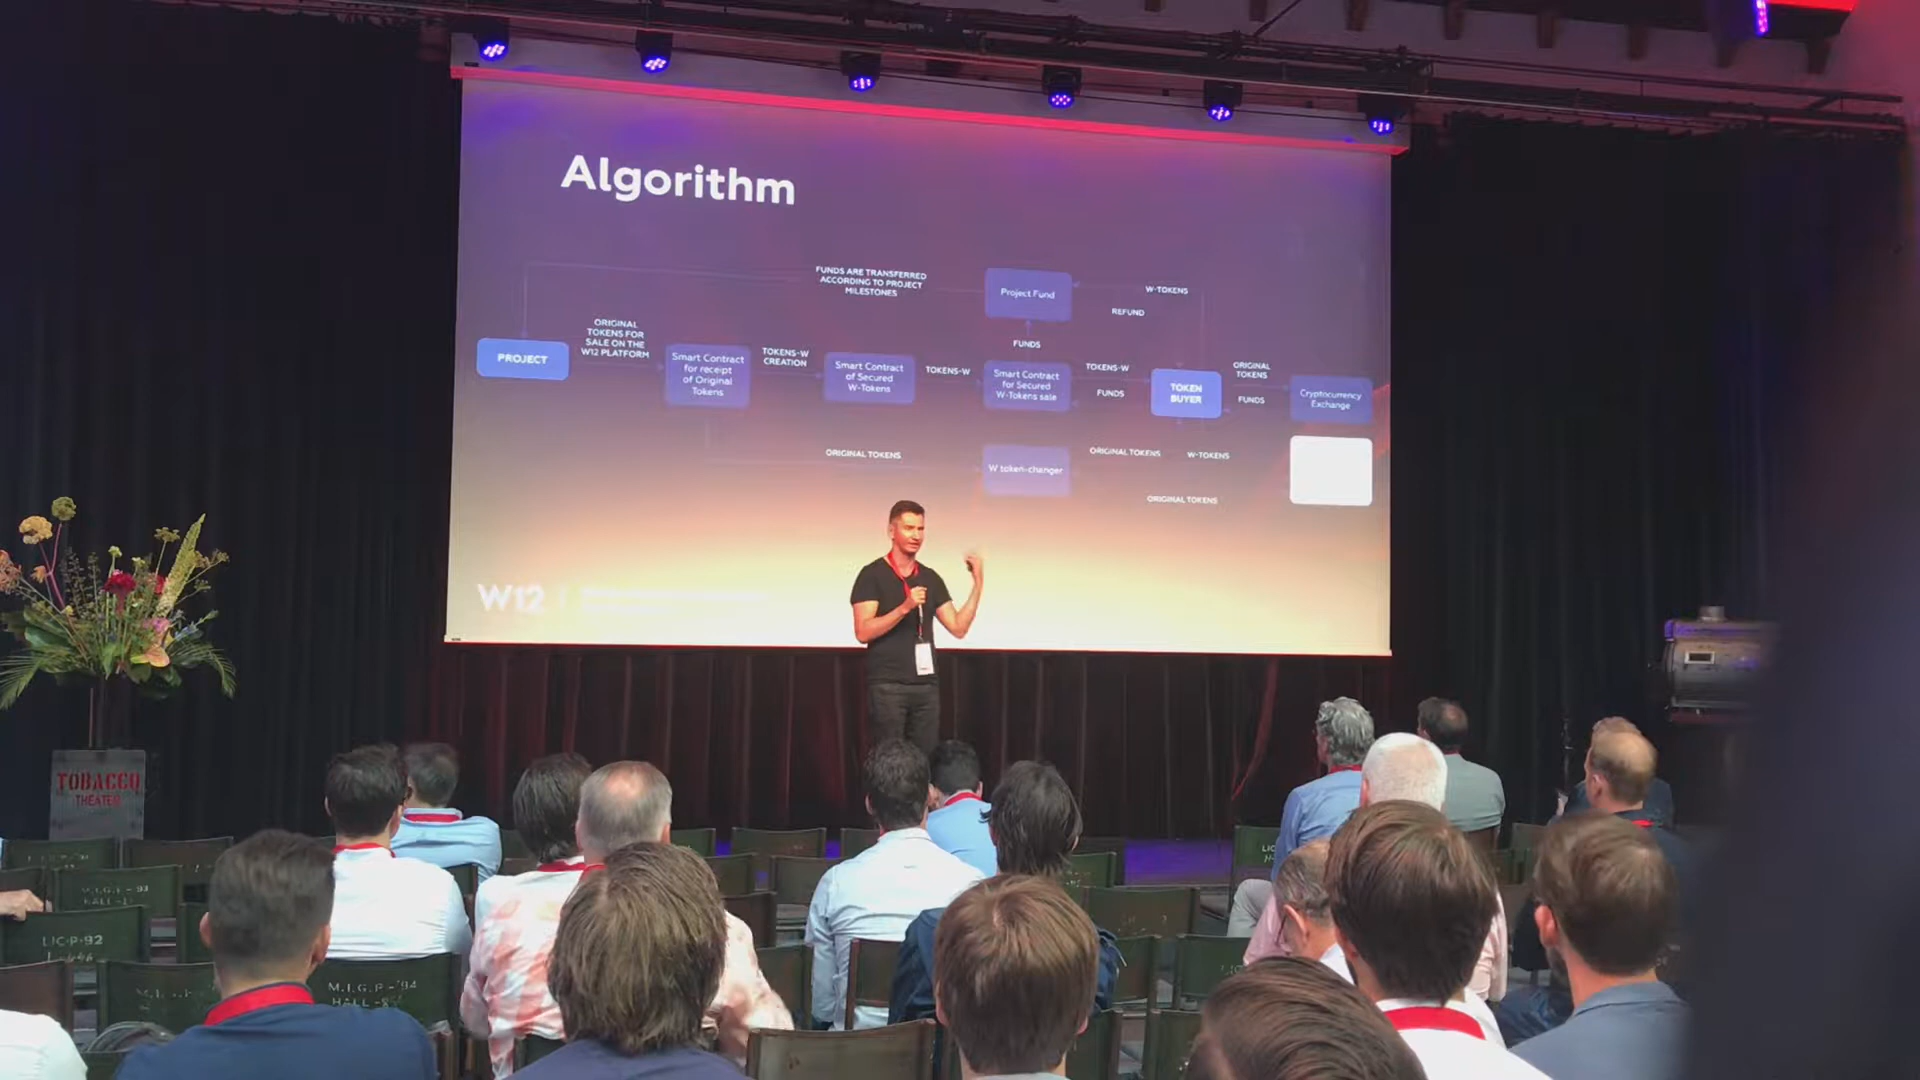 Algorithm
FUNDS ARE TRANSFERRED
ACCORDING TO PROJECT
MILESTONES
Project Fund
W-TOKENS
REFUND
ORIGINAL
TOKENS FOR
SALE ON THE
W12 PLATFORM
FUNDS
PROJECT
Smart Contract
for receipt
of Original
Tokens
TOKENS-W
CREATION
Smart Contract
of Secured
W-Tokens
TOKENS-W
Smart Contract
for Secured
W-Tokens sale
TOKENS-W
FUNDS
TOKEN
BUYER
ORIGINAL
TOKENS
FUNDS
Cryptocurrency
Exchange
ORIGINAL TOKENS
W token-changer
ORIGINAL TOKENS
W-TOKENS
ORIGINAL TOKENS
W12
TOBACCO
THEATER
LIC-P-92
M.I.G.P-'94